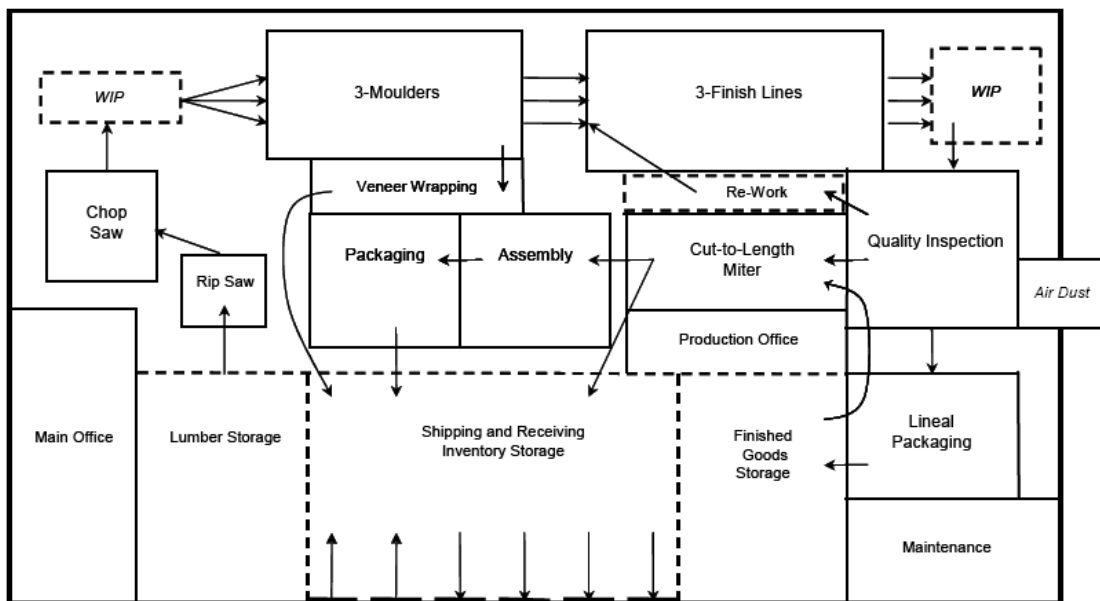 WIP
3-Moulders
3-Finish Lines
WIP
Veneer Wrapping
Re-Work
Chop
Saw
Rip Saw
Packaging
Assembly
Cut-to-Length
Miter
Quality Inspection
Air Dust
Production Office
Main Office
Lumber Storage
Shipping and Receiving
Inventory Storage
Finished
Goods
Storage
Lineal
Packaging
Maintenance